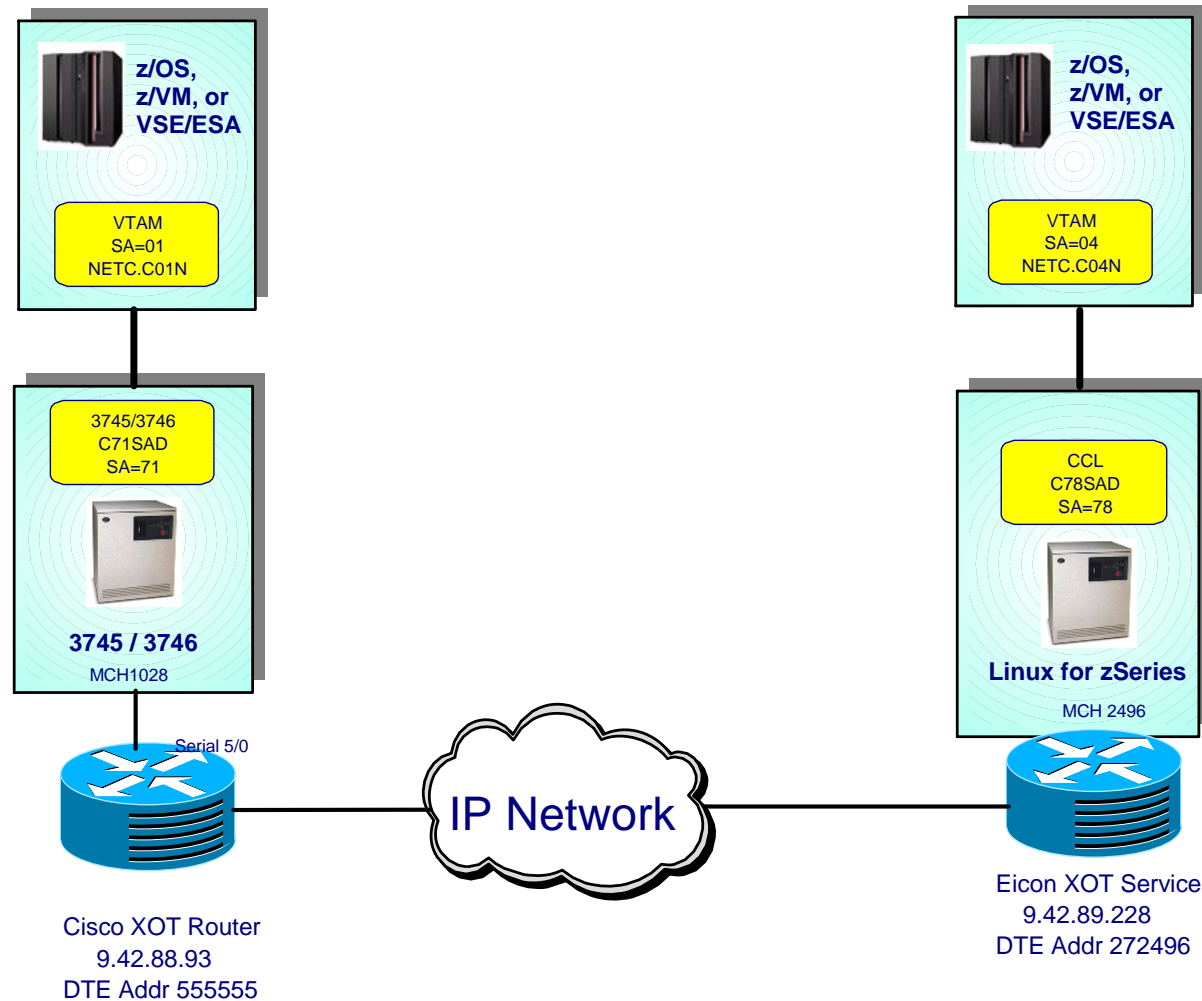 z/OS,
z/VM, or
VSE/ESA
VTAM
SA=01
NETC.C01N
3745/3746
C71SAD
SA=71
3745 / 3746
MCH1028
Serial 5/0
Cisco XOT Router
9.42.88.93
DTE Addr 555555
IP Network
z/OS,
z/VM, or
VSE/ESA
VTAM
SA=04
NETC.C04N
CCL
C78SAD
SA=78
Linux for zSeries
MCH 2496
Eicon XOT Service
9.42.89.228
DTE Addr 272496